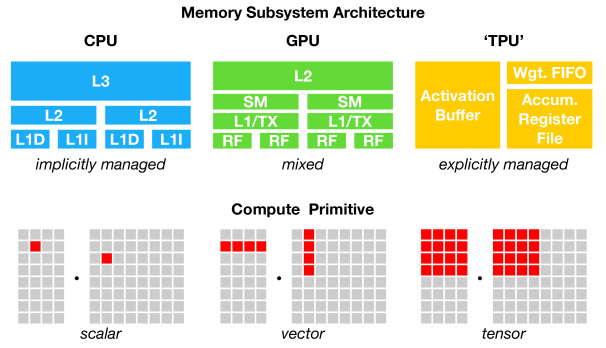 Memory Subsystem Architecture
CPU GPU ‘TPU’
L3
L2 L2
L1D L1I L1D L1I
implicitly managed
L2
SM SM
L1/TX L1/TX
RF RF RF RF
mixed
Activation
Buffer
Wgt. FIFO
Accum.
Register
File
explicitly managed
Compute Primitive
scalar vector tensor